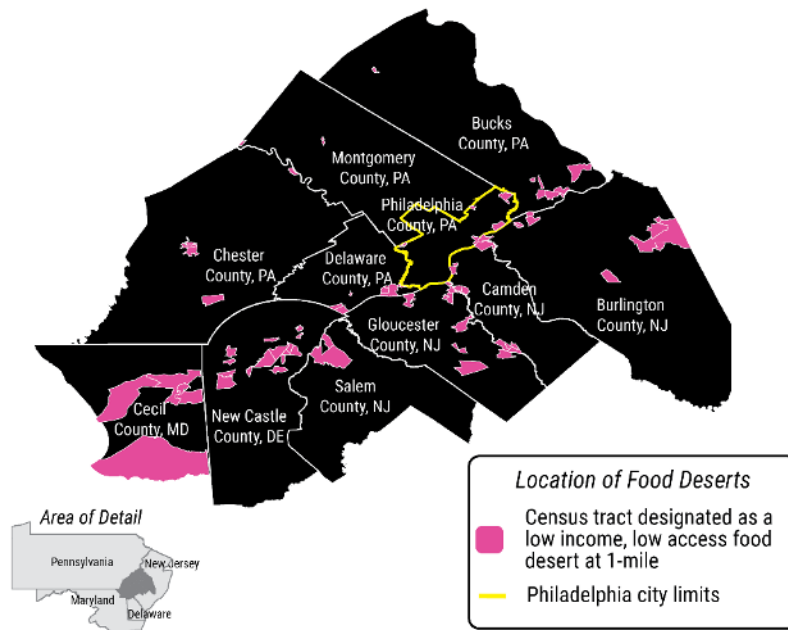 Bucks
County, PA
Montgomery
County, PA
Philadelphia
County, PA
Chester
County, PA
Delaware
County, PA
Camden
County, NJ
Burlington
County, NJ
Gloucester
County, NJ
Salem
County, NJ
Cecil
County, MD
New Castle
County, DE
Area of Detail
Pennsylvania
New Jersey
Maryland
Delaware
Location of Food Deserts
Census tract designated as a
low income, low access food
desert at 1-mile
Philadelphia city limits